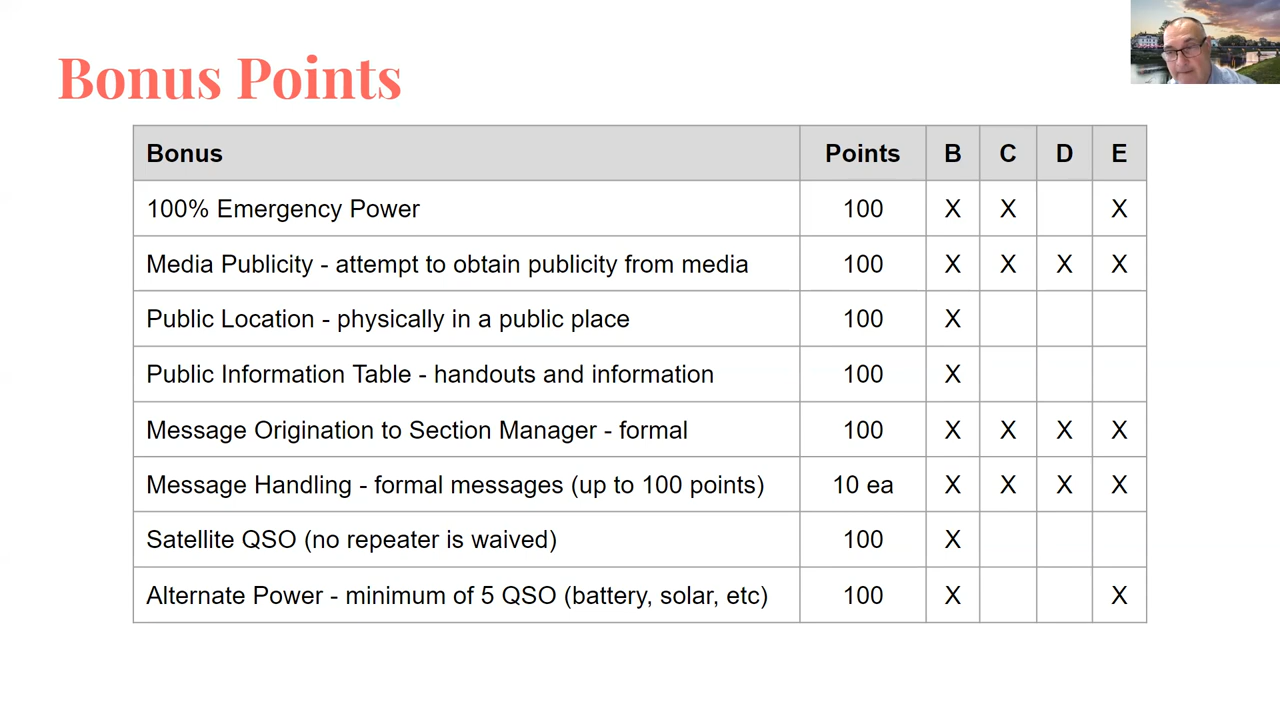 Bonus Points
Bonus Points B C D E
100% Emergency Power 100 X X X
Media Publicity - attempt to obtain publicity from media 100 X X X X
Public Location - physically in a public place 100 X
Public Information Table - handouts and information 100 X
Message Origination to Section Manager - formal 100 X X X X
Message Handling - formal messages (up to 100 points) 10 ea X X X X
Satellite QSO (no repeater is waived) 100 X
Alternate Power - minimum of 5 QSO (battery, solar, etc) 100 X X